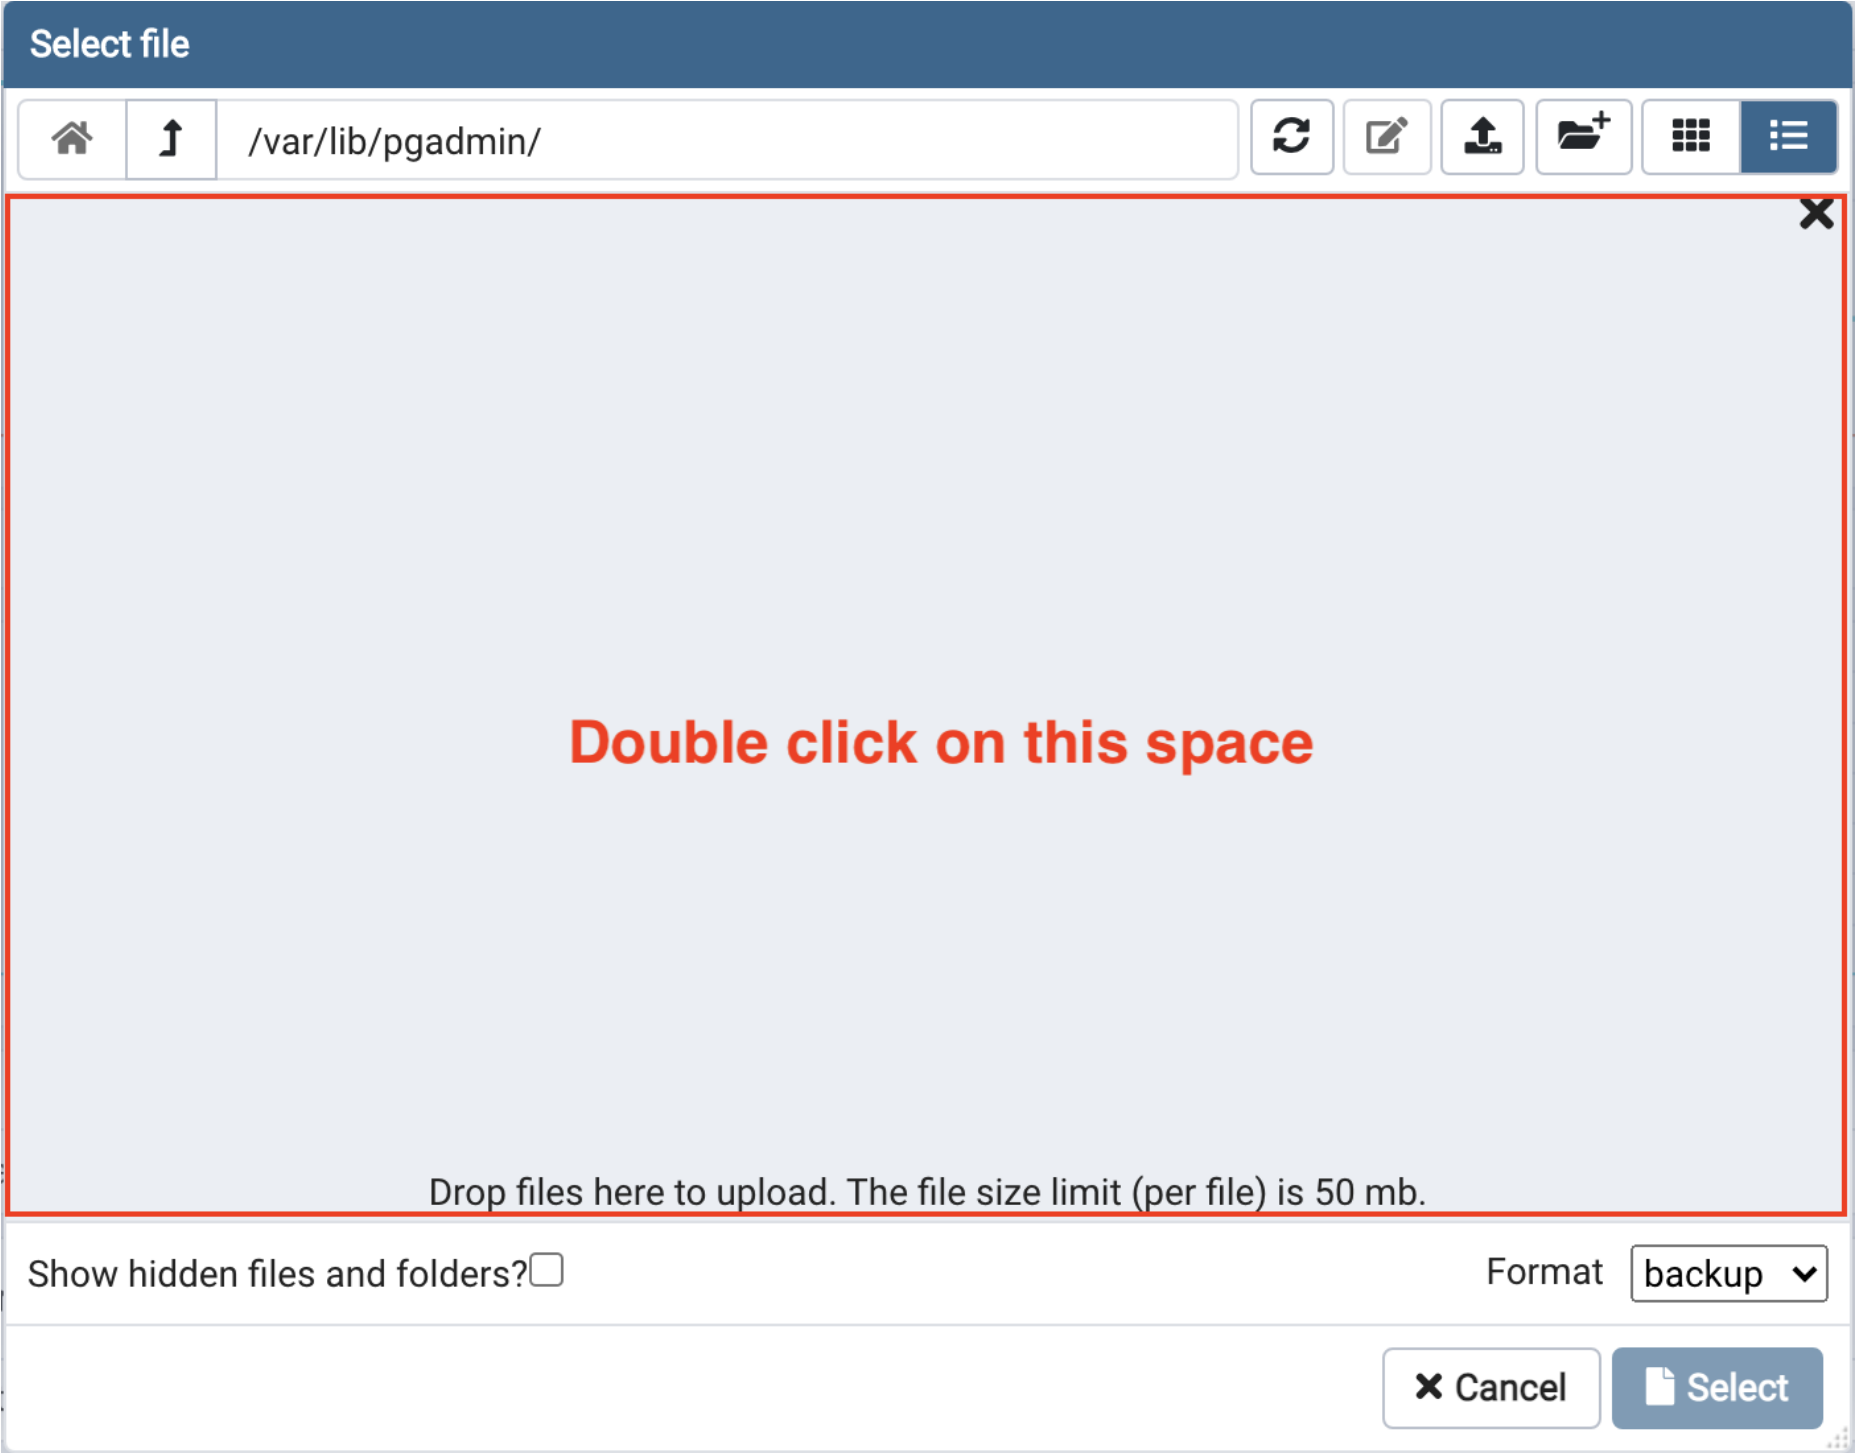 Select file
/var/lib/pgadmin/
Double click on this space
Drop files here to upload. The file size limit (per file) is 50 mb.
Show hidden files and folders?
Format backup
Cancel Select